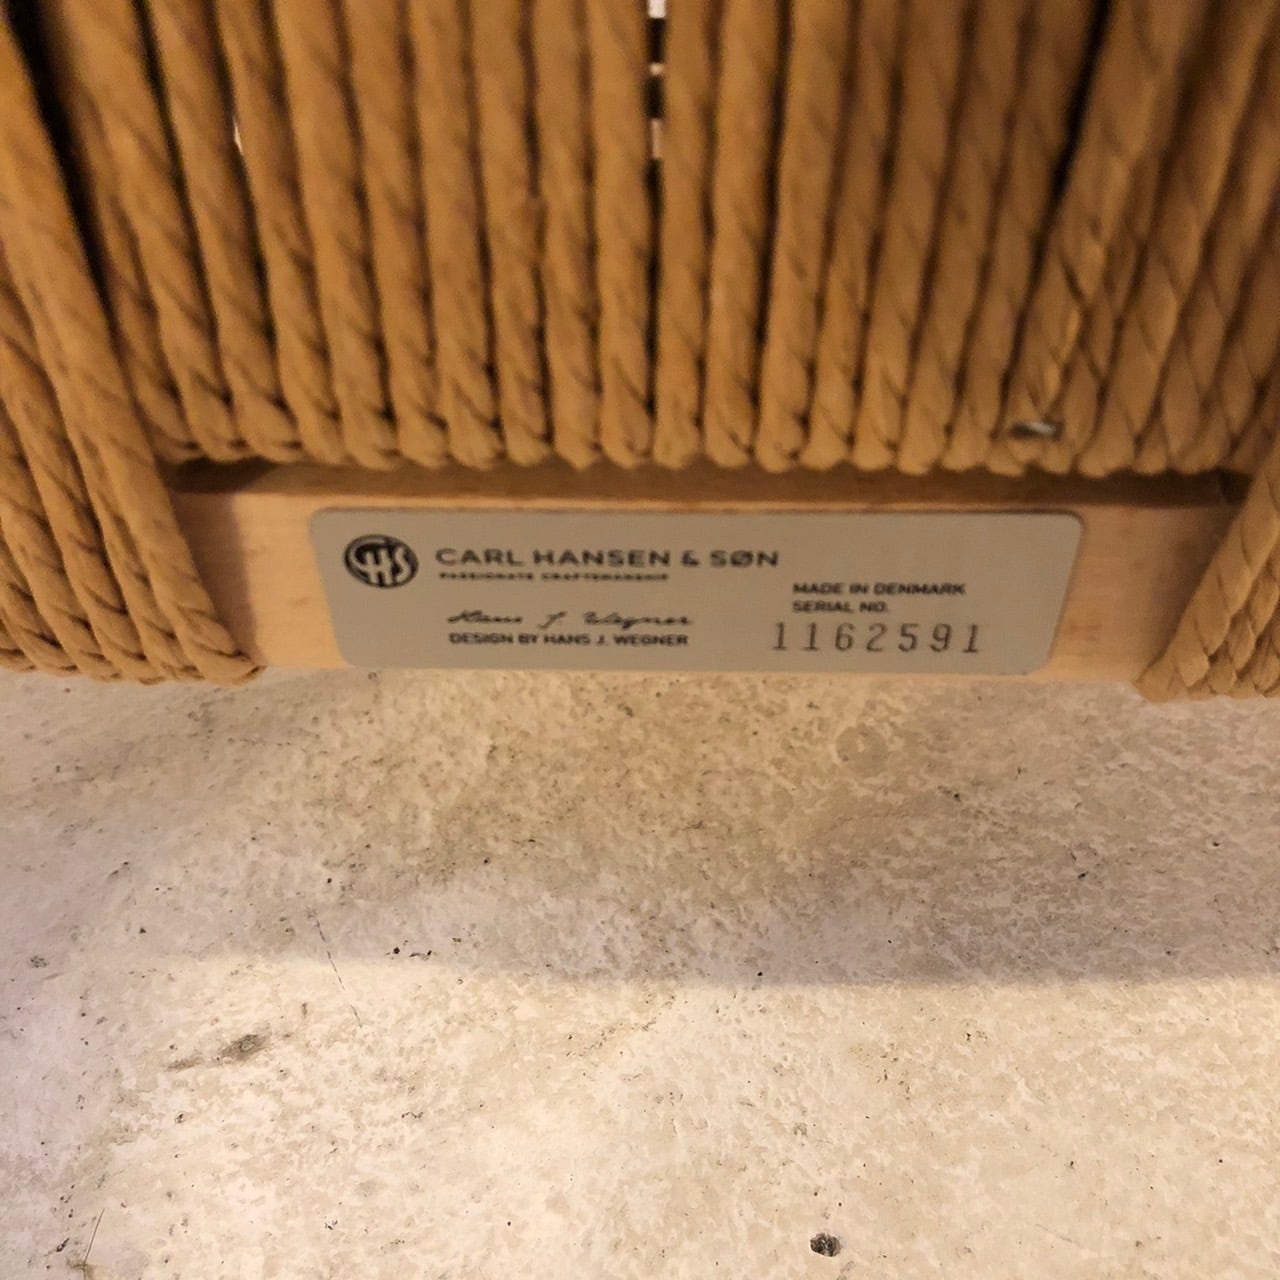 CHS
CARL HANSEN & SØN
PASSIONATE CRAFTSMANSHIP
Hans J. Wegner
DESIGN BY HANS J. WEGNER
MADE IN DENMARK
SERIAL NO.
1162591